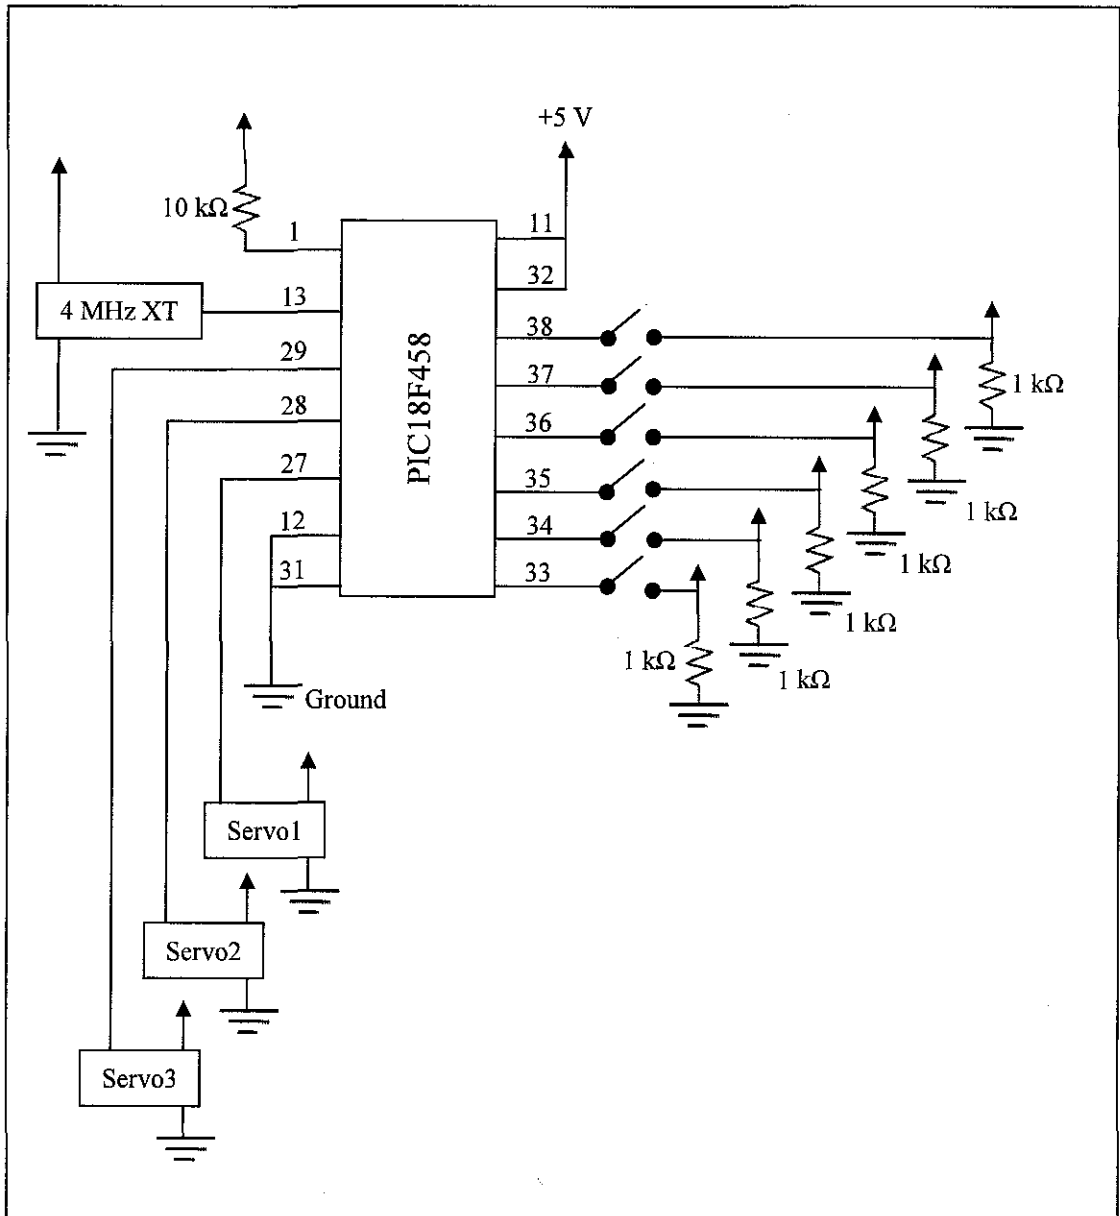 +5 V
10 kΩ
1
11
32
4 MHz XT
13
38
29
37
1 kΩ
28
36
PIC18F458
27
35
1 kΩ
12
34
1 kΩ
31
33
1 kΩ
1 kΩ
1 kΩ
Ground
Servo1
Servo2
Servo3